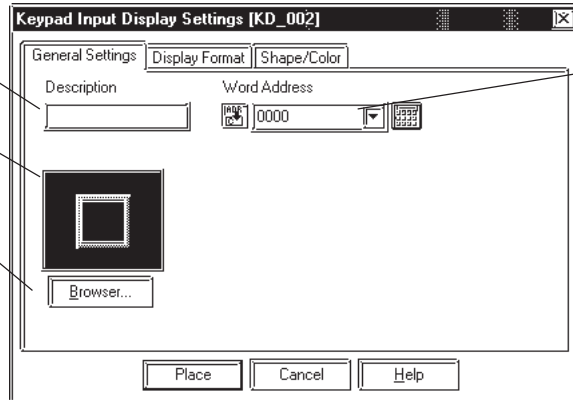 Keypad Input Display Settings [KD_002]
General Settings Display Format Shape/Color
Description Word Address
0000
Browser...
Place Cancel Help